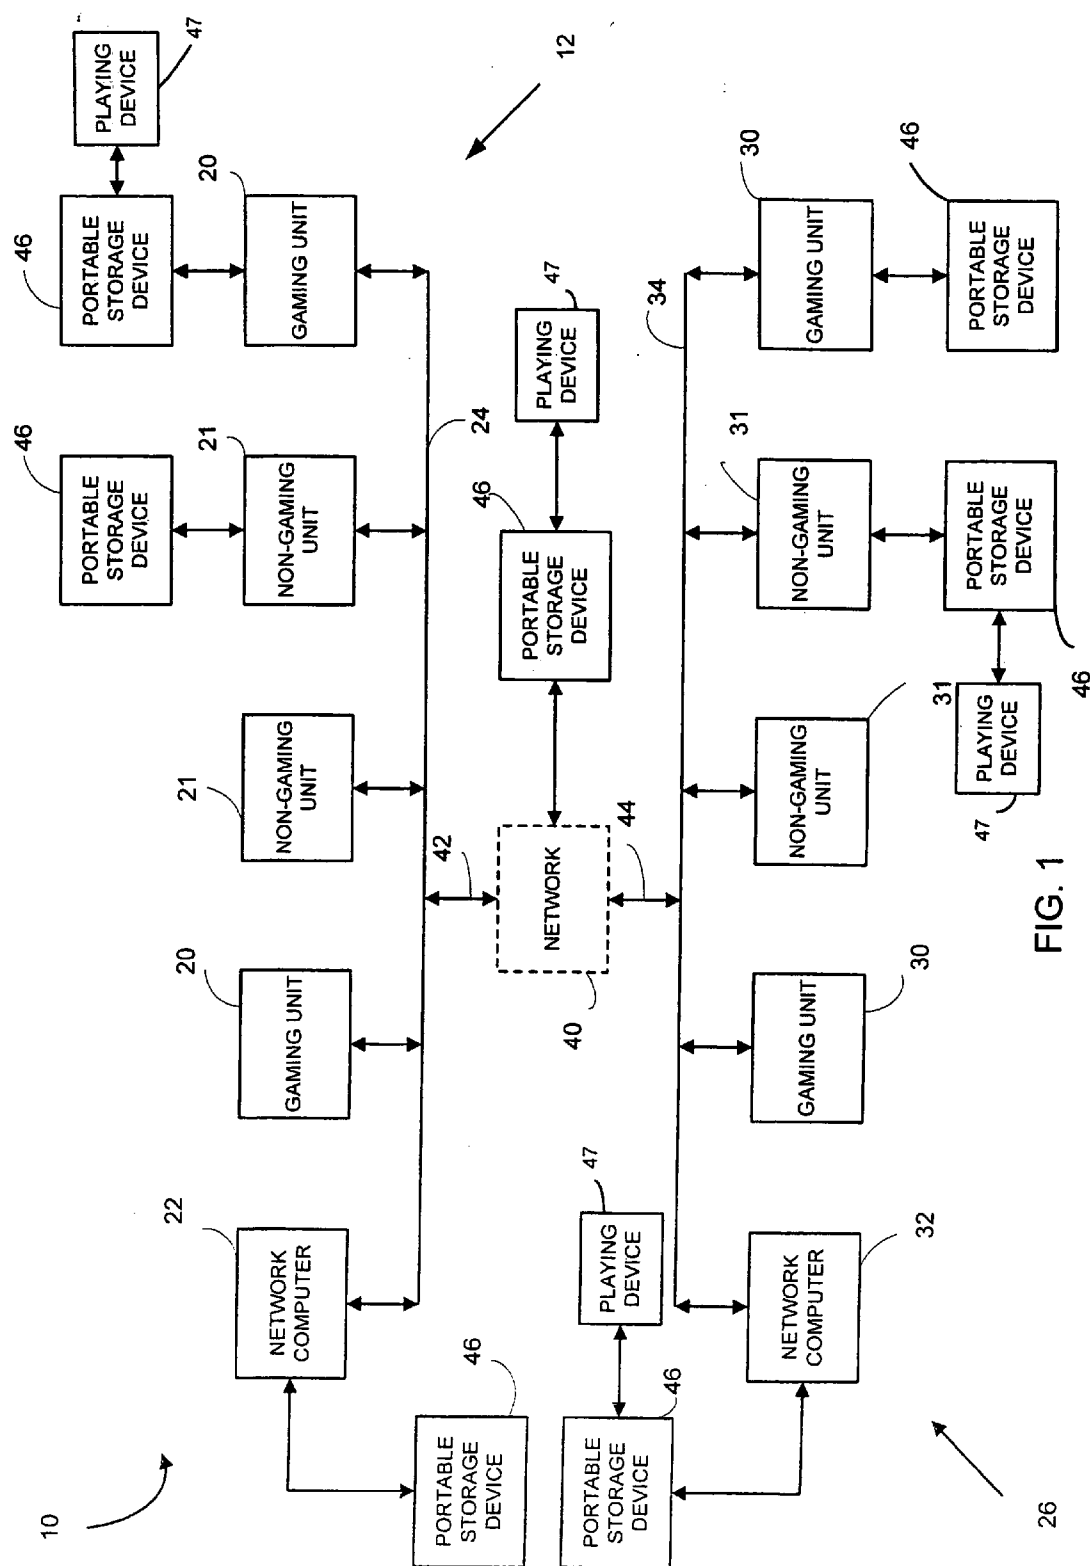 10
46
46
PORTABLE
STORAGE
DEVICE
PORTABLE
STORAGE
DEVICE
PLAYING
DEVICE
47
22
20
21
21
20
NETWORK
COMPUTER
GAMING UNIT
NON-GAMING
UNIT
NON-GAMING
UNIT
GAMING UNIT
42
24
12
46
PORTABLE
STORAGE
DEVICE
46
47
NETWORK
PORTABLE
STORAGE
DEVICE
PLAYING
DEVICE
40
44
34
47
PORTABLE
STORAGE
DEVICE
46
PLAYING
DEVICE
31
30
NETWORK
COMPUTER
GAMING UNIT
NON-GAMING
UNIT
NON-GAMING
UNIT
GAMING UNIT
32
30
31
46
PORTABLE
STORAGE
DEVICE
PORTABLE
STORAGE
DEVICE
47
PLAYING
DEVICE
46
26
FIG. 1